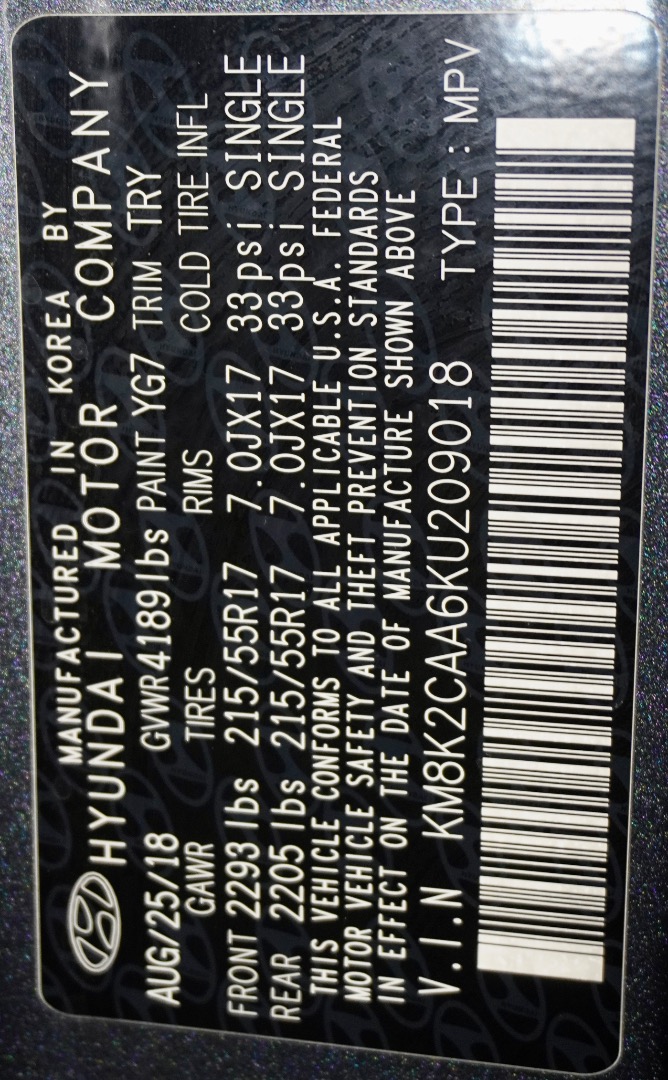 MANUFACTURED IN KOREA BY
HYUNDAI MOTOR COMPANY
AUG/25/18 GVWR4189lbs PAINT YG7 TRIM TRY
GAWR TIRES RIMS COLD TIRE INFL
FRONT 2293 lbs 215/55R17 7.0JX17 33psi SINGLE
REAR 2205 lbs 215/55R17 7.0JX17 33psi SINGLE
THIS VEHICLE CONFORMS TO ALL APPLICABLE U.S.A. FEDERAL
MOTOR VEHICLE SAFETY AND THEFT PREVENTION STANDARDS
IN EFFECT ON THE DATE OF MANUFACTURE SHOWN ABOVE
V.I.N KM8K2CAA6KU209018 TYPE : MPV